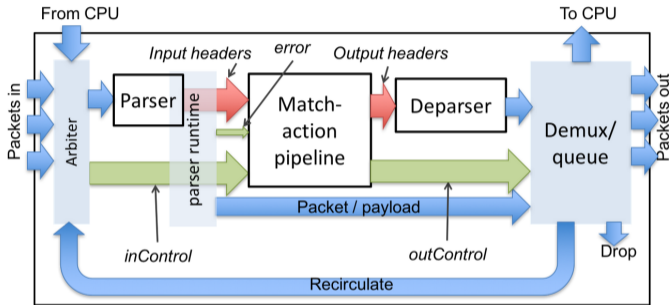 From CPU
To CPU
Input headers
error
Output headers
Packets in
Arbiter
Parser
parser runtime
Match-
action
pipeline
Deparser
Demux/
queue
Packets out
Packet / payload
inControl
outControl
Drop
Recirculate